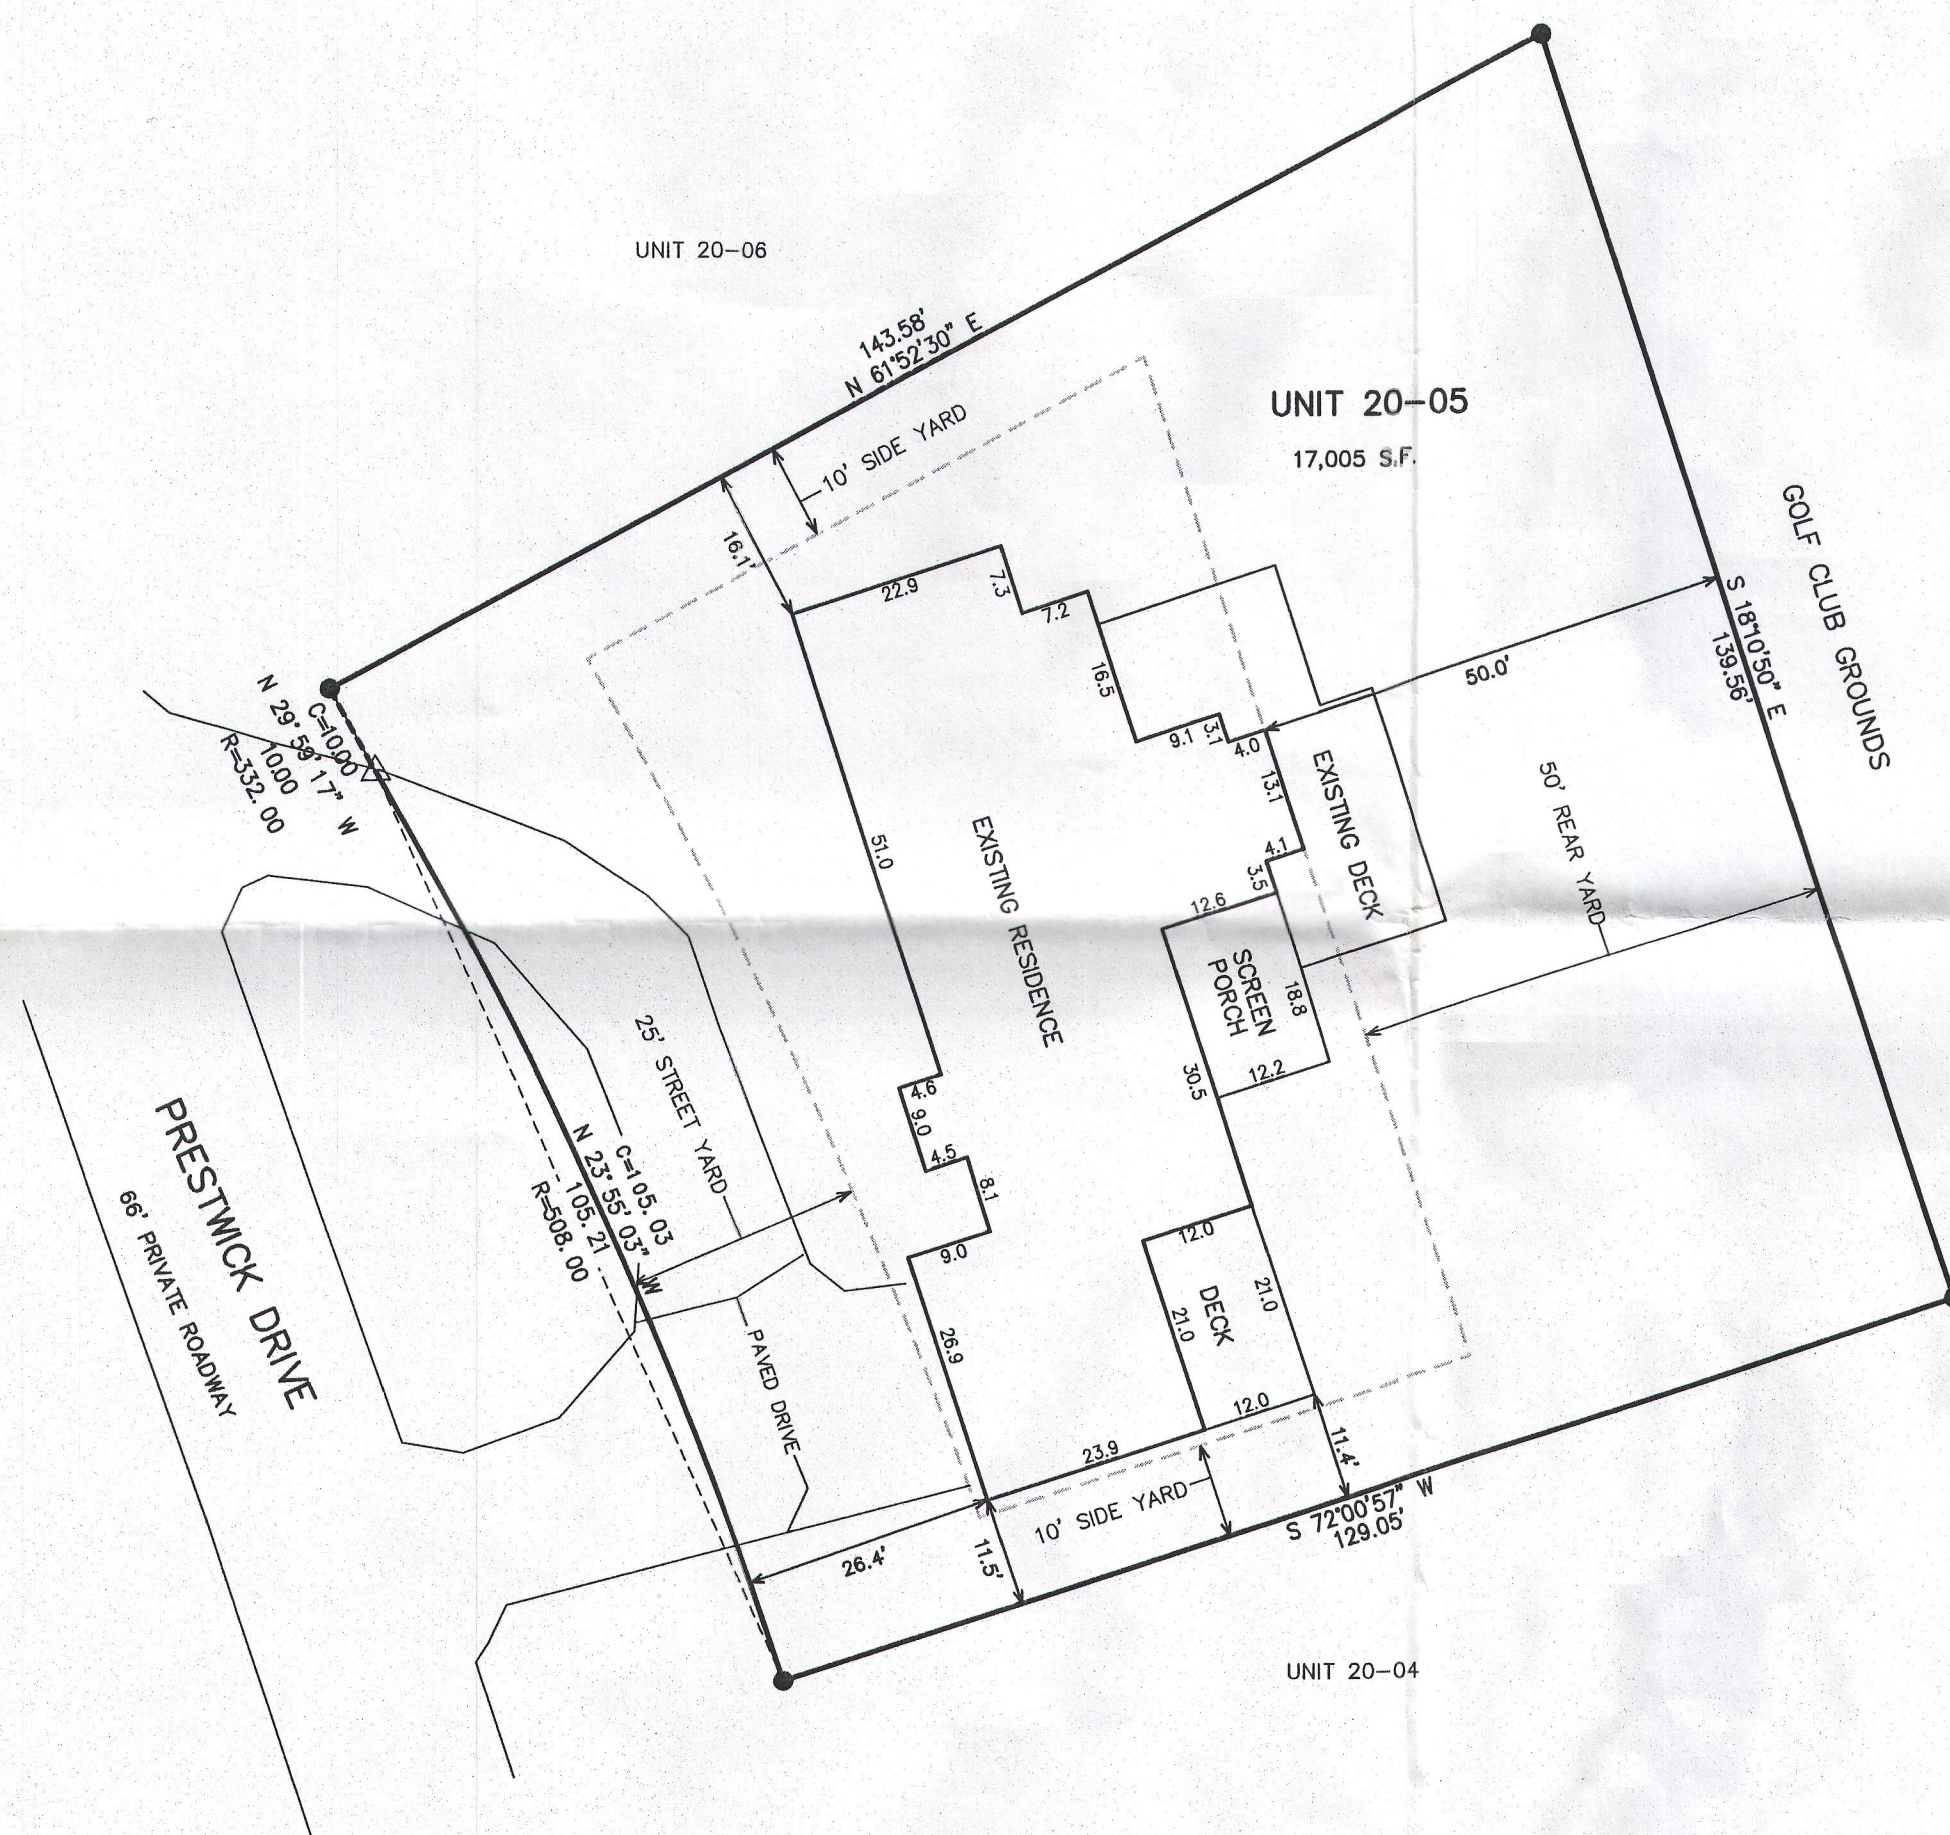 UNIT 20-06
143.58'
N 61°52'30" E
10' SIDE YARD
UNIT 20-05
17,005 S.F.
16.1'
22.9
7.3
7.2
16.5
9.1
3.1
4.0
50.0'
S 18°10'50" E
139.56'
GOLF CLUB GROUNDS
C=10.00
N 29°59'17" W
10.00
R=332.00
51.0
EXISTING RESIDENCE
13.1
EXISTING DECK
4.1
3.5
12.6
SCREEN
PORCH
18.8
12.2
30.5
50' REAR YARD
25' STREET YARD
4.6
9.0
4.5
8.1
9.0
26.9
C=105.03
N 23°55'03" W
105.21
R=508.00
PRESTWICK DRIVE
66' PRIVATE ROADWAY
PAVED DRIVE
12.0
DECK
21.0
21.0
12.0
23.9
10' SIDE YARD
11.4'
26.4'
11.5'
S 72°00'57" W
129.05'
UNIT 20-04